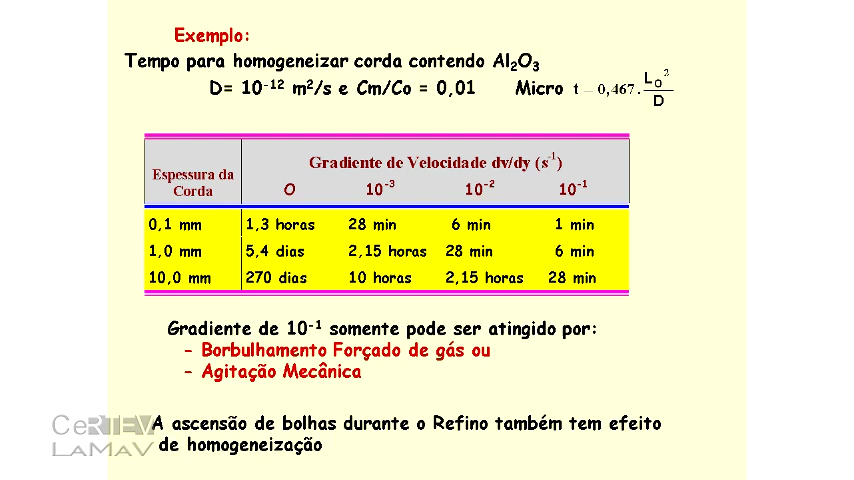 Exemplo:
Tempo para homogeneizar corda contendo Al2O3
D= 10-12 m2/s e Cm/Co = 0,01 Micro t = 0,467. LO2 / D
Espessura da Corda Gradiente de Velocidade dv/dy (s-1)
O 10-3 10-2 10-1
0,1 mm 1,3 horas 28 min 6 min 1 min
1,0 mm 5,4 dias 2,15 horas 28 min 6 min
10,0 mm 270 dias 10 horas 2,15 horas 28 min
Gradiente de 10-1 somente pode ser atingido por:
- Borbulhamento Forçado de gás ou
- Agitação Mecânica
A ascensão de bolhas durante o Refino também tem efeito
de homogeneização
CeRTEV
LAMAV